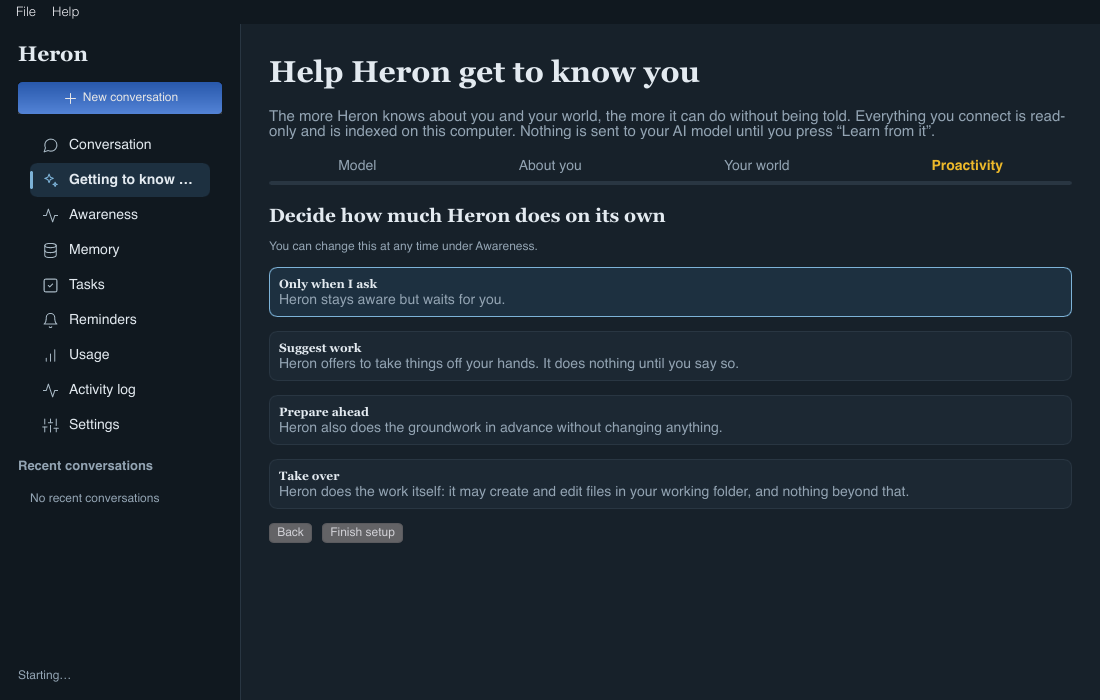 File Help
Heron
New conversation
Conversation
Getting to know ...
Awareness
Memory
Tasks
Reminders
Usage
Activity log
Settings
Recent conversations
No recent conversations
Starting...
Help Heron get to know you
The more Heron knows about you and your world, the more it can do without being told. Everything you connect is read-
only and is indexed on this computer. Nothing is sent to your AI model until you press “Learn from it”.
Model About you Your world Proactivity
Decide how much Heron does on its own
You can change this at any time under Awareness.
Only when I ask
Heron stays aware but waits for you.
Suggest work
Heron offers to take things off your hands. It does nothing until you say so.
Prepare ahead
Heron also does the groundwork in advance without changing anything.
Take over
Heron does the work itself: it may create and edit files in your working folder, and nothing beyond that.
Back Finish setup